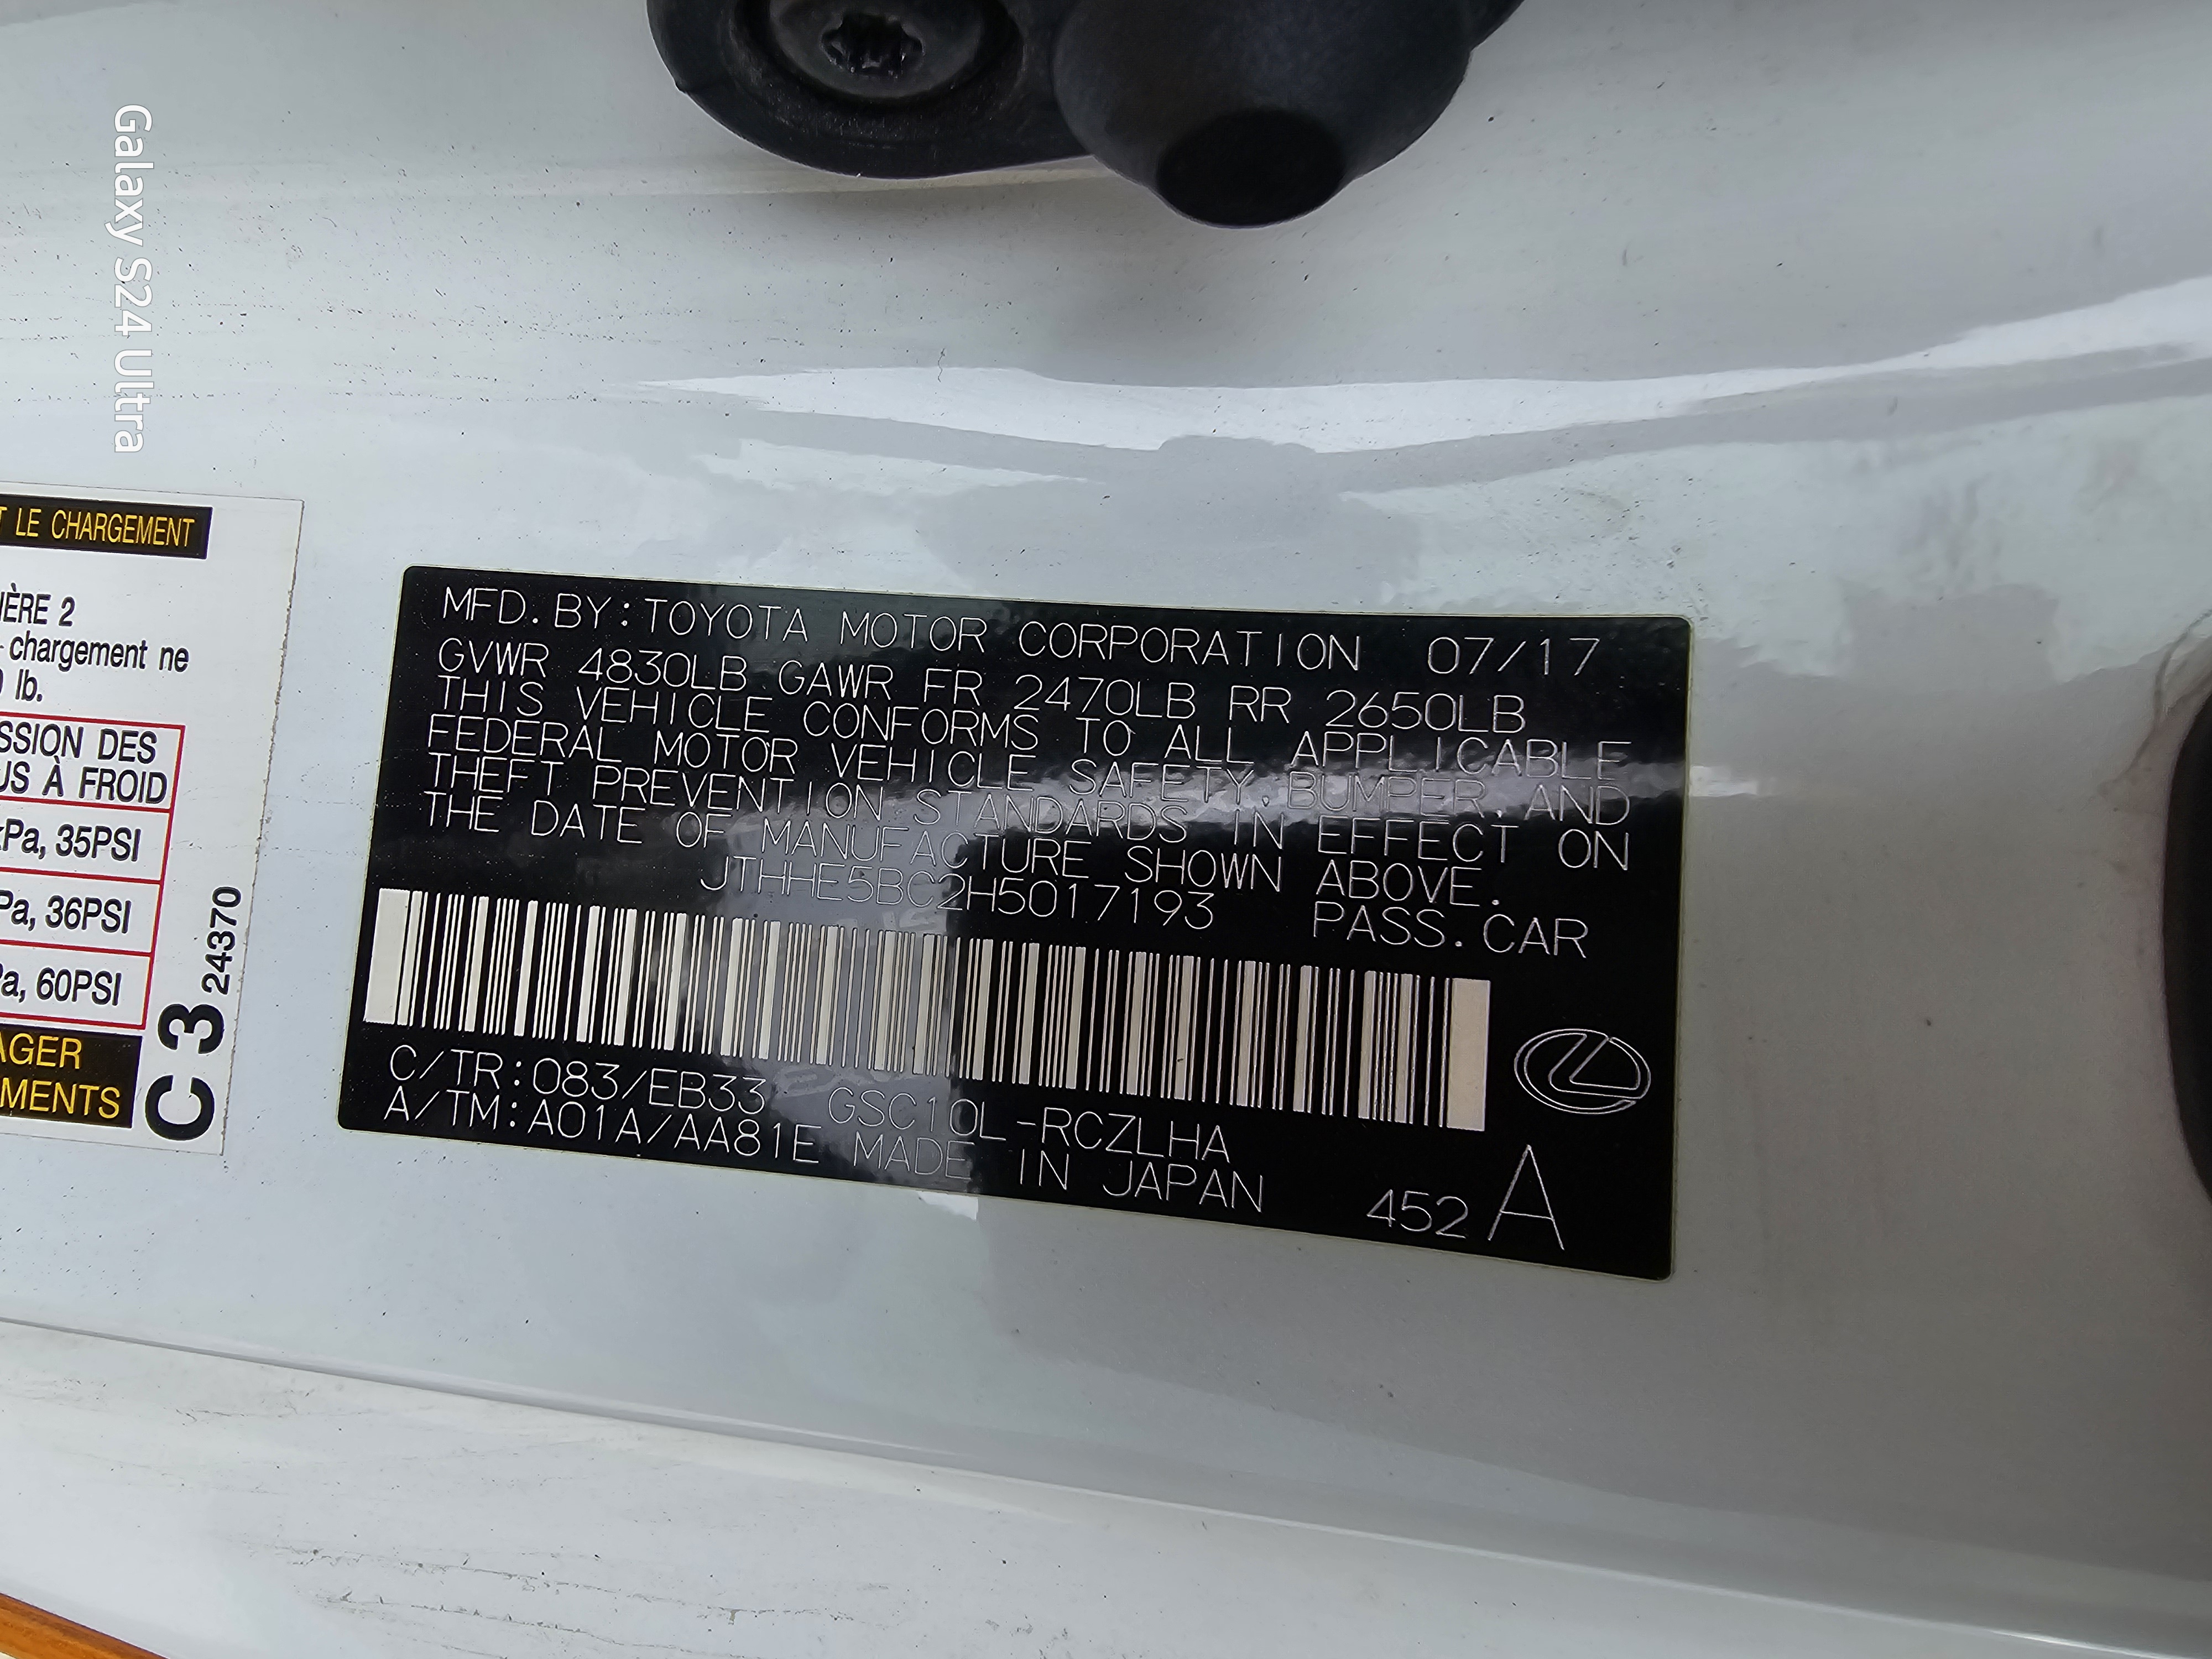 Galaxy S24 Ultra
T LE CHARGEMENT
IÈRE 2
chargement ne
lb.
SSION DES
US À FROID
kPa, 35PSI
Pa, 36PSI
Pa, 60PSI
AGER
MENTS
C3 24370
MFD. BY: TOYOTA MOTOR CORPORATION 07/17
GVWR 4830LB GAWR FR 2470LB RR 2650LB
THIS VEHICLE CONFORMS TO ALL APPLICABLE
FEDERAL MOTOR VEHICLE SAFETY, BUMPER, AND
THEFT PREVENTION STANDARDS IN EFFECT ON
THE DATE OF MANUFACTURE SHOWN ABOVE.
JTHHE5BC2H5017193 PASS. CAR
C/TR: 083/EB33 GSC10L-RCZLHA
A/TM: A01A/AA81E MADE IN JAPAN 452 A